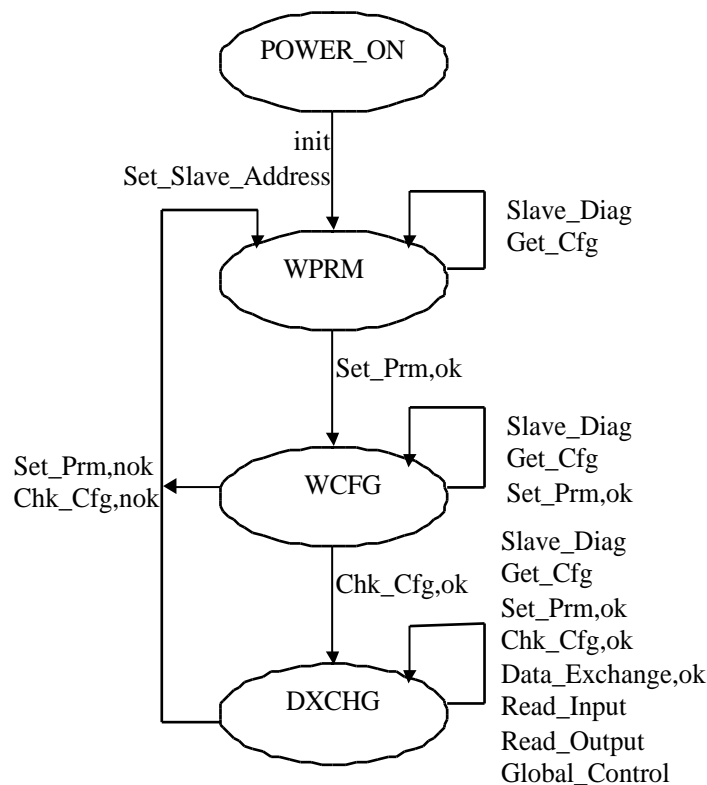 POWER_ON
init
Set_Slave_Address
Slave_Diag
Get_Cfg
WPRM
Set_Prm,ok
Slave_Diag
Get_Cfg
Set_Prm,ok
Set_Prm,nok
Chk_Cfg,nok
WCFG
Chk_Cfg,ok
Slave_Diag
Get_Cfg
Set_Prm,ok
Chk_Cfg,ok
Data_Exchange,ok
Read_Input
Read_Output
Global_Control
DXCHG